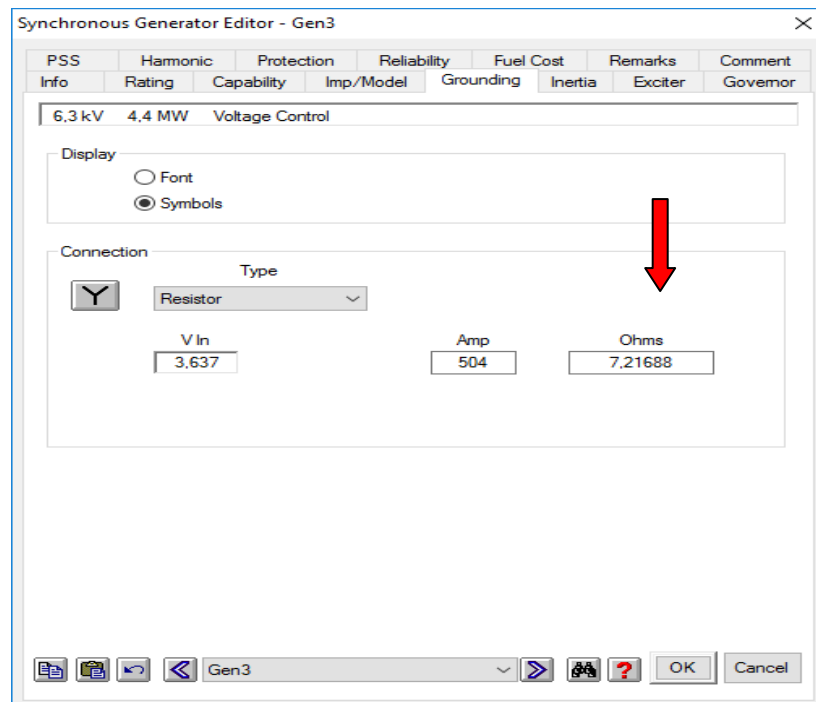 Synchronous Generator Editor - Gen3
PSS Harmonic Protection Reliability Fuel Cost Remarks Comment
Info Rating Capability Imp./Model Grounding Inertia Exciter Governor
6,3 kV 4,4 MW Voltage Control
Display
Font
Symbols
Connection
Type
Resistor
V ln Amp Ohms
3,637 504 7,21688
Gen3 ? OK Cancel